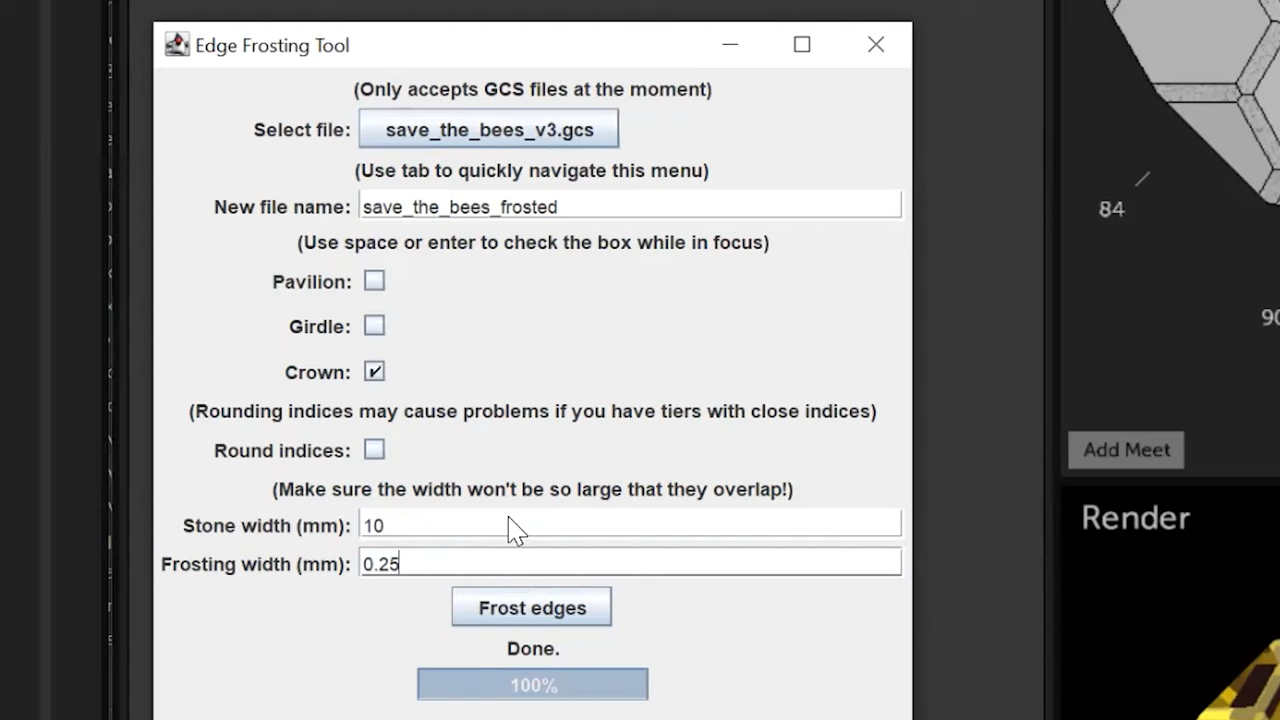 Edge Frosting Tool
(Only accepts GCS files at the moment)
Select file: save_the_bees_v3.gcs
(Use tab to quickly navigate this menu)
New file name: save_the_bees_frosted
(Use space or enter to check the box while in focus)
Pavilion:
Girdle:
Crown:
(Rounding indices may cause problems if you have tiers with close indices)
Round indices:
(Make sure the width won't be so large that they overlap!)
Stone width (mm): 10
Frosting width (mm): 0.25
Frost edges
Done.
100%
84
Add Meet
Render